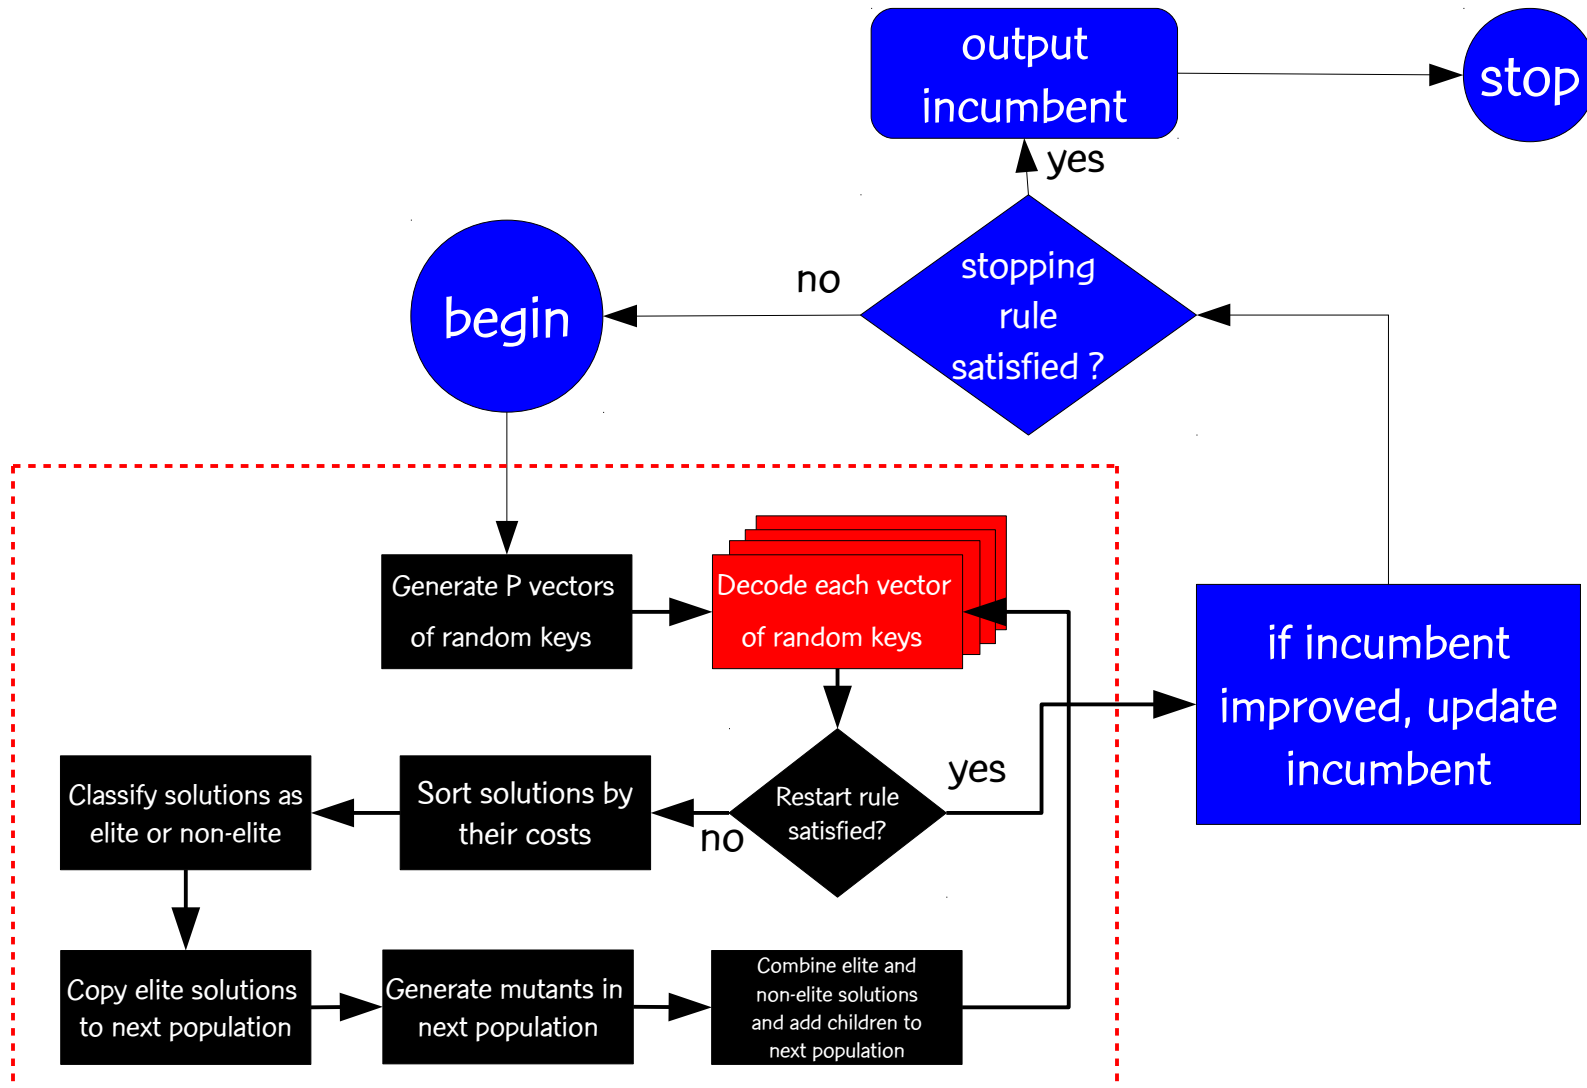 output
incumbent
stop
yes
stopping
rule
satisfied ?
no
begin
Generate P vectors
of random keys
Decode each vector
of random keys
if incumbent
improved, update
incumbent
Classify solutions as
elite or non-elite
Sort solutions by
their costs
no
Restart rule
satisfied?
yes
Copy elite solutions
to next population
Generate mutants in
next population
Combine elite and
non-elite solutions
and add children to
next population